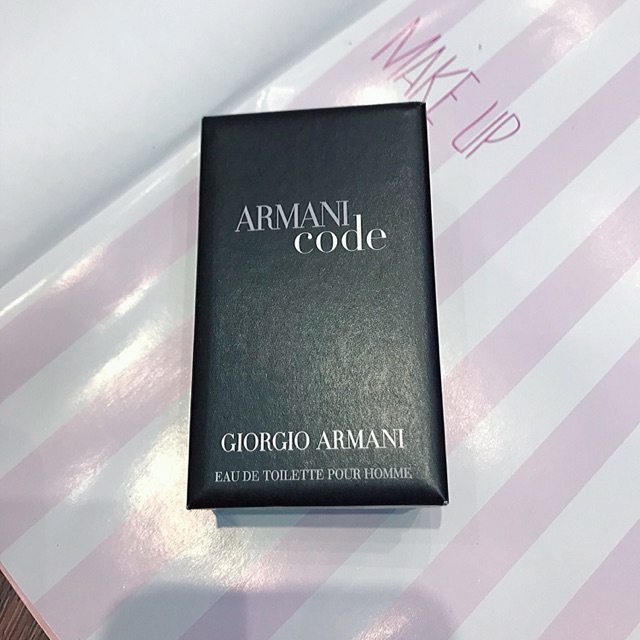 MAKE UP
ARMANI
code
GIORGIO ARMANI
EAU DE TOILETTE POUR HOMME